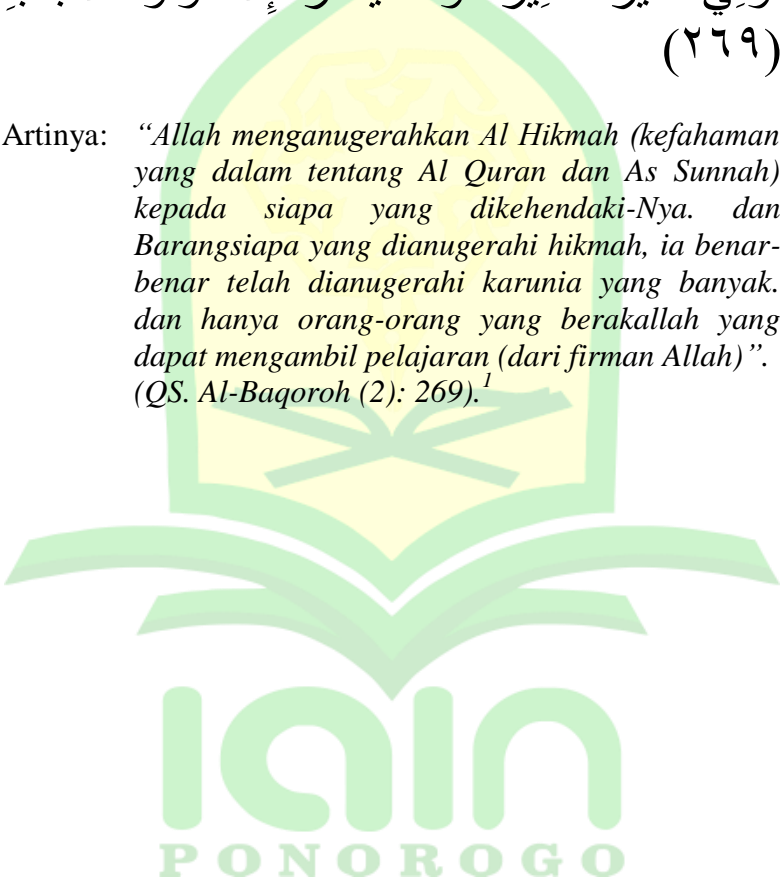 (٢٦٩)
Artinya: “Allah menganugerahkan Al Hikmah (kefahaman
yang dalam tentang Al Quran dan As Sunnah)
kepada siapa yang dikehendaki-Nya. dan
Barangsiapa yang dianugerahi hikmah, ia benar-
benar telah dianugerahi karunia yang banyak.
dan hanya orang-orang yang berakallah yang
dapat mengambil pelajaran (dari firman Allah)”.
(QS. Al-Baqoroh (2): 269).1
iain
PONOROGO